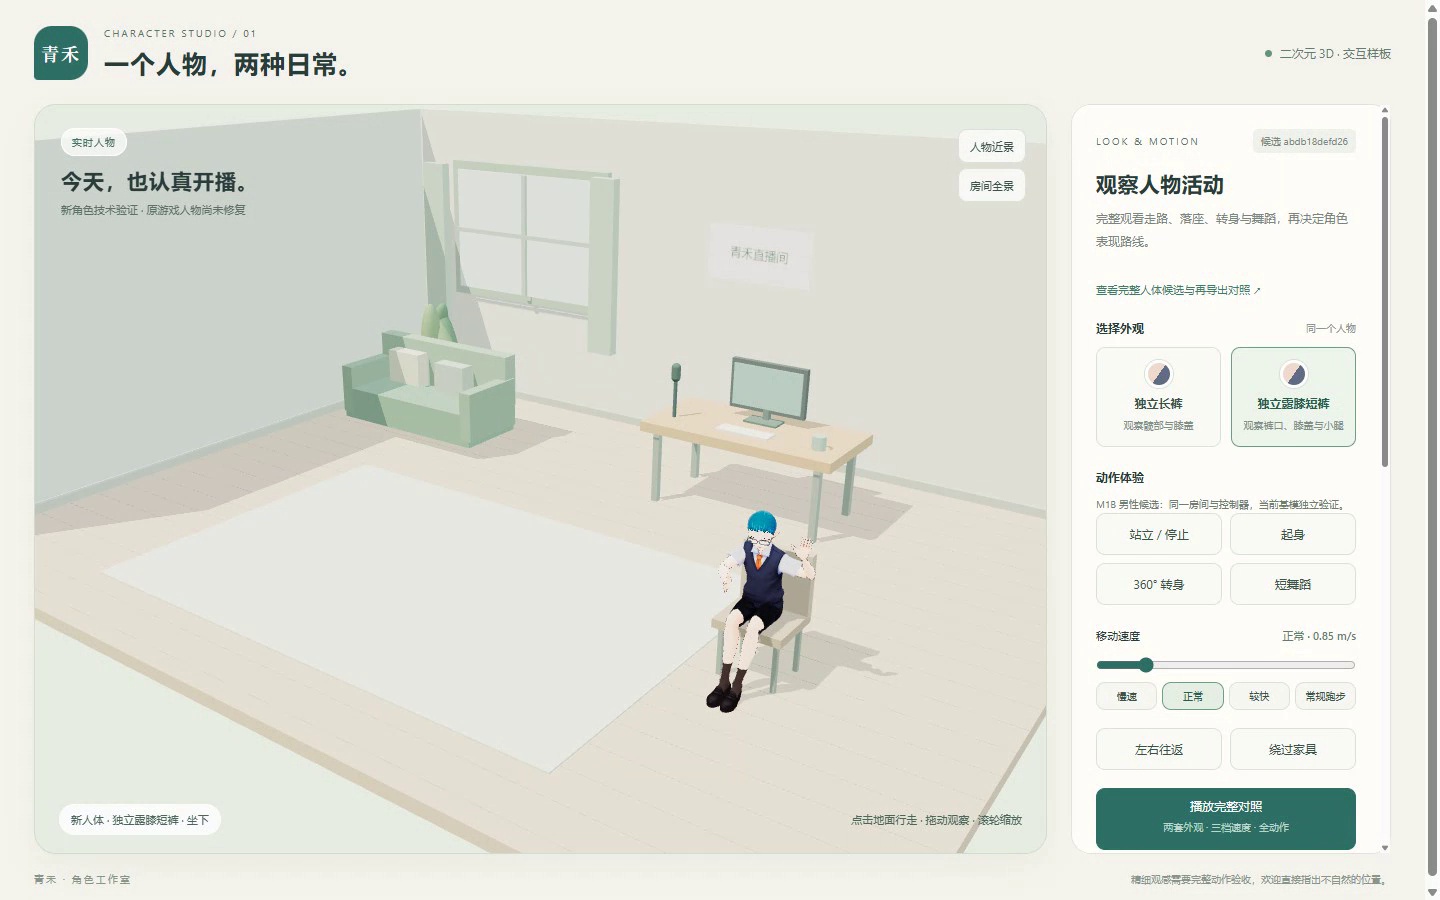 青禾
CHARACTER STUDIO / 01
一个人物，两种日常。
二次元 3D · 交互样板
实时人物
今天，也认真开播。
新角色技术验证 · 原游戏人物尚未修复
人物近景
房间全景
青禾直播间
新人体 · 独立露膝短裤 · 坐下
点击地面行走 · 拖动观察 · 滚轮缩放
LOOK & MOTION
候选 abdb18defd26
观察人物活动
完整观看走路、落座、转身与舞蹈，再决定角色
表现路线。
查看完整人体候选与再导出对照 ↗
选择外观
同一个人物
独立长裤
观察髋部与膝盖
独立露膝短裤
观察裤口、膝盖与小腿
动作体验
M18 男性候选：同一房间与控制器，当前基模独立验证。
站立 / 停止
起身
360° 转身
短舞蹈
移动速度
正常 · 0.85 m/s
慢速
正常
较快
常规跑步
左右往返
绕过家具
播放完整对照
两套外观 · 三档速度 · 全动作
青禾 · 角色工作室
精细观感需要完整动作验收，欢迎直接指出不自然的位置。